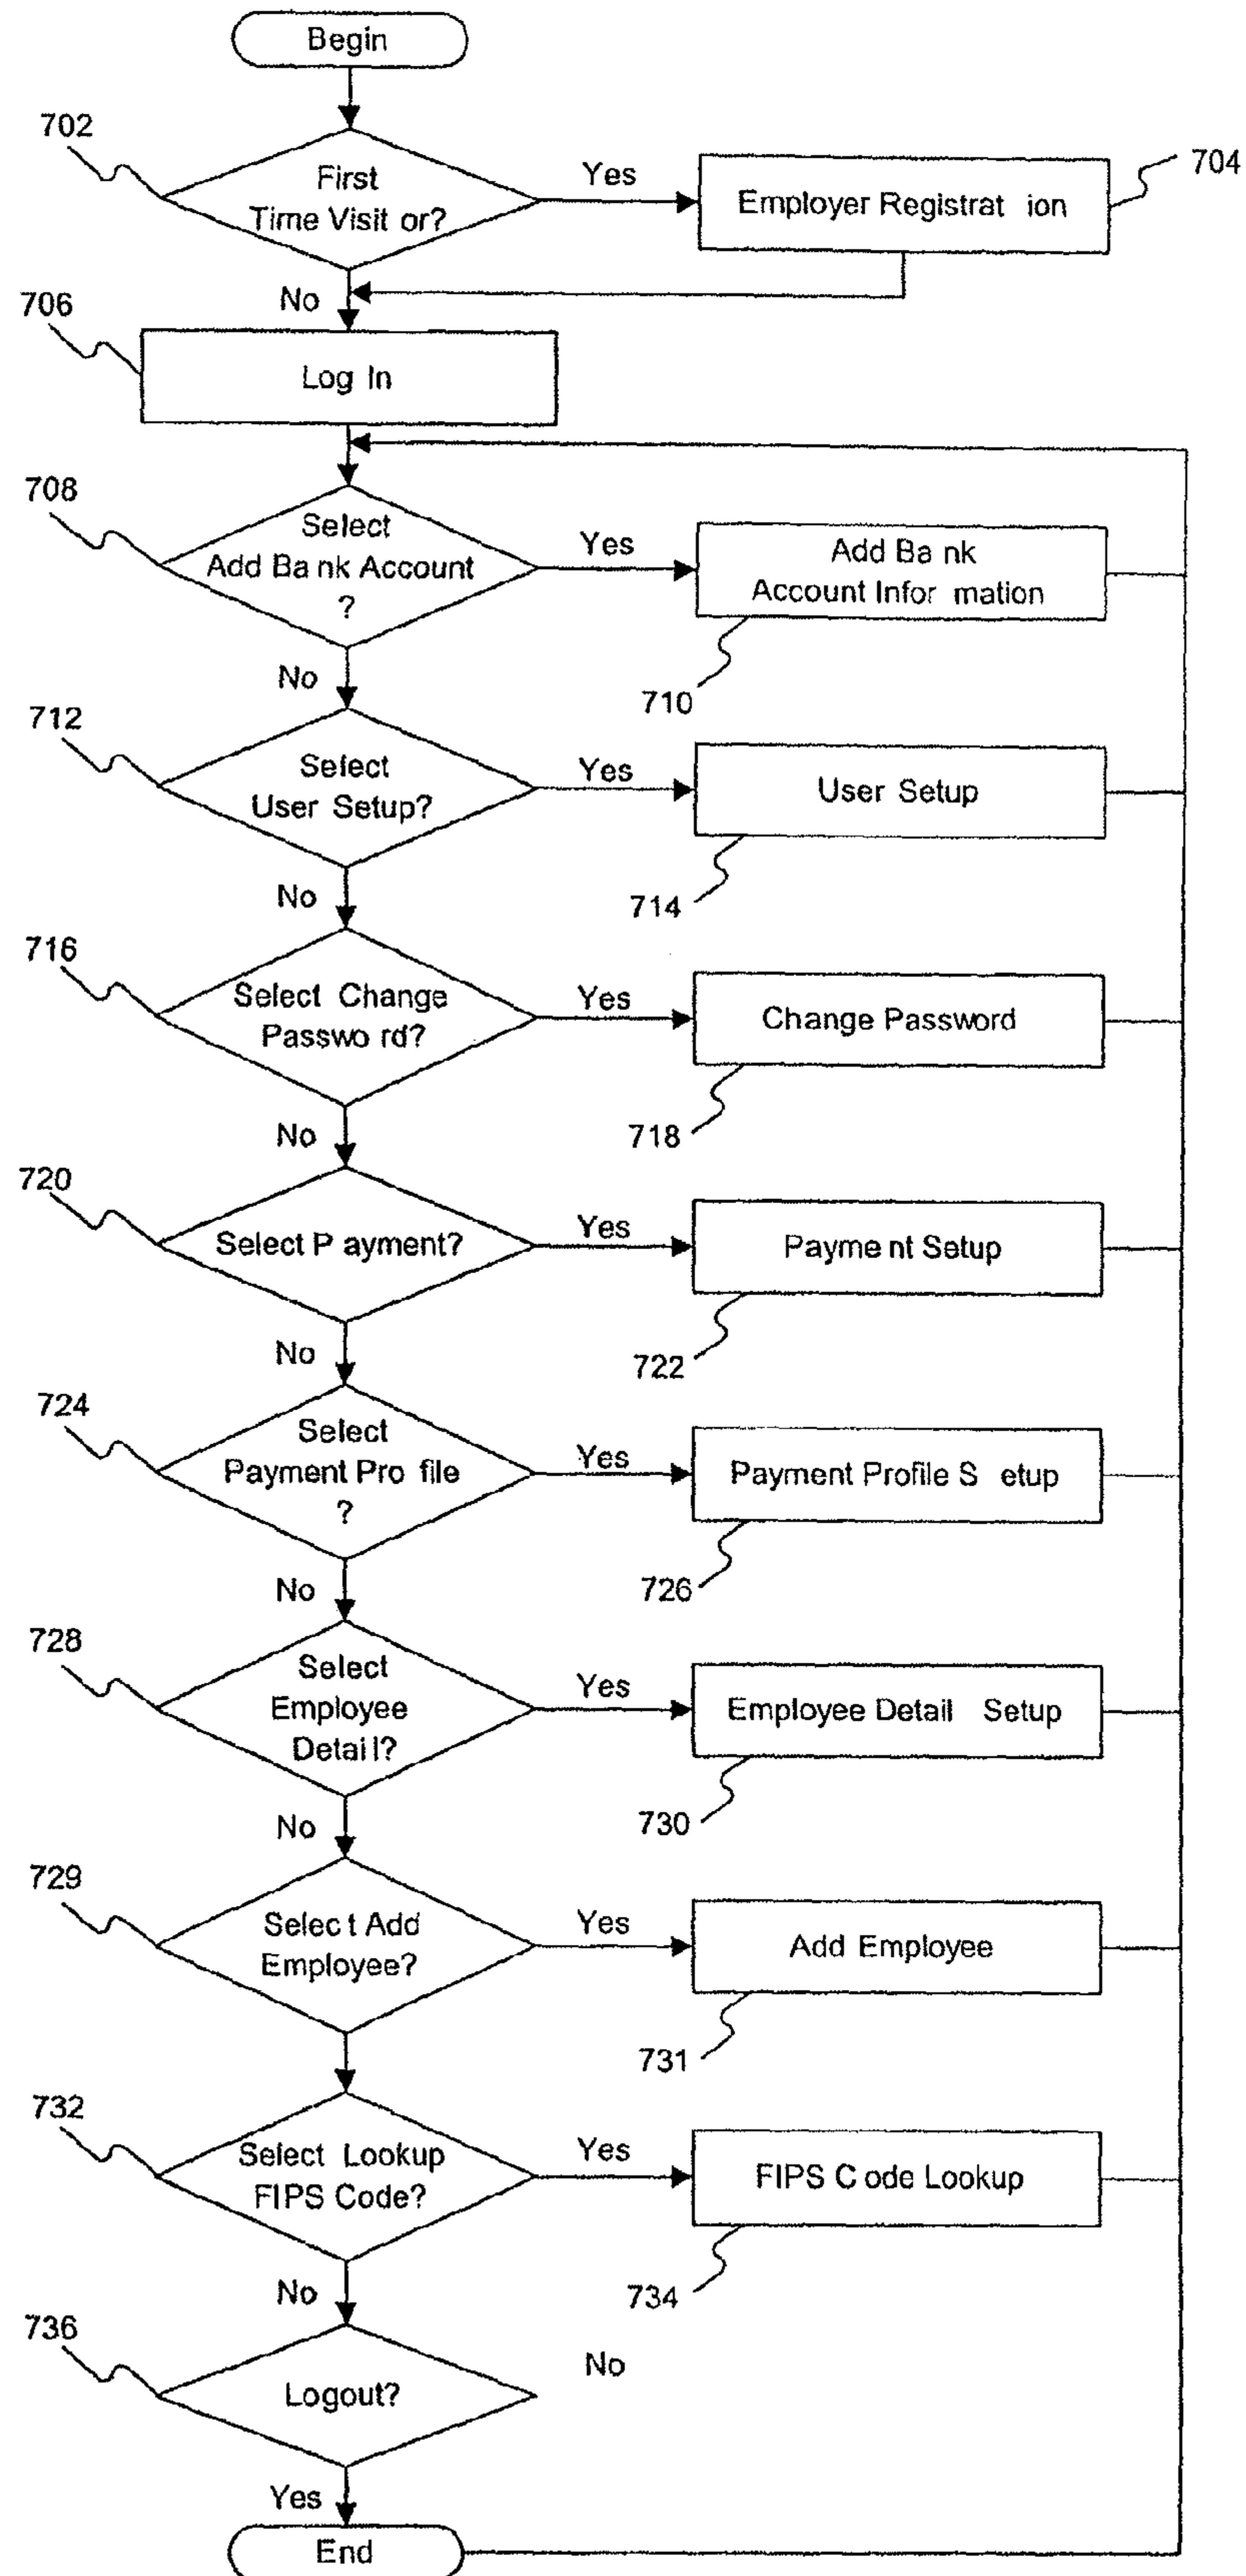 Begin
702
First
Time Visit or?
Yes
Employer Registrat ion
704
No
706
Log In
708
Select
Add Ba nk Account
?
Yes
Add Ba nk
Account Infor mation
710
No
712
Select
User Setup?
Yes
User Setup
714
No
716
Select Change
Passwo rd?
Yes
Change Password
718
No
720
Select P ayment?
Yes
Payme nt Setup
722
No
724
Select
Payment Pro file
?
Yes
Payment Profile S etup
726
No
728
Select
Employee
Detai l?
Yes
Employee Detail Setup
730
No
729
Selec t Add
Employee?
Yes
Add Employee
731
732
Select Lookup
FIPS Code?
Yes
FIPS C ode Lookup
734
No
736
Logout?
No
Yes
End